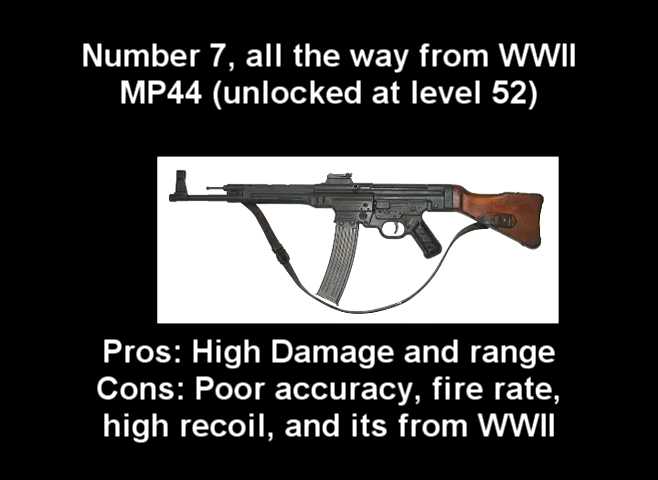 Number 7, all the way from WWII
MP44 (unlocked at level 52)
Pros: High Damage and range
Cons: Poor accuracy, fire rate,
high recoil, and its from WWII